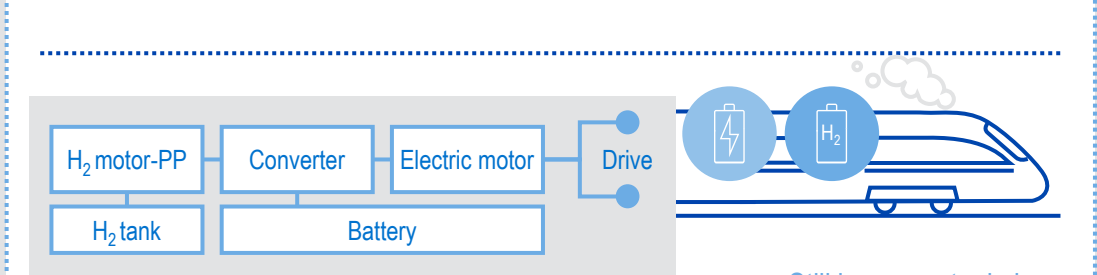 H₂ motor-PP
Converter
Electric motor
Drive
H₂ tank
Battery
H₂